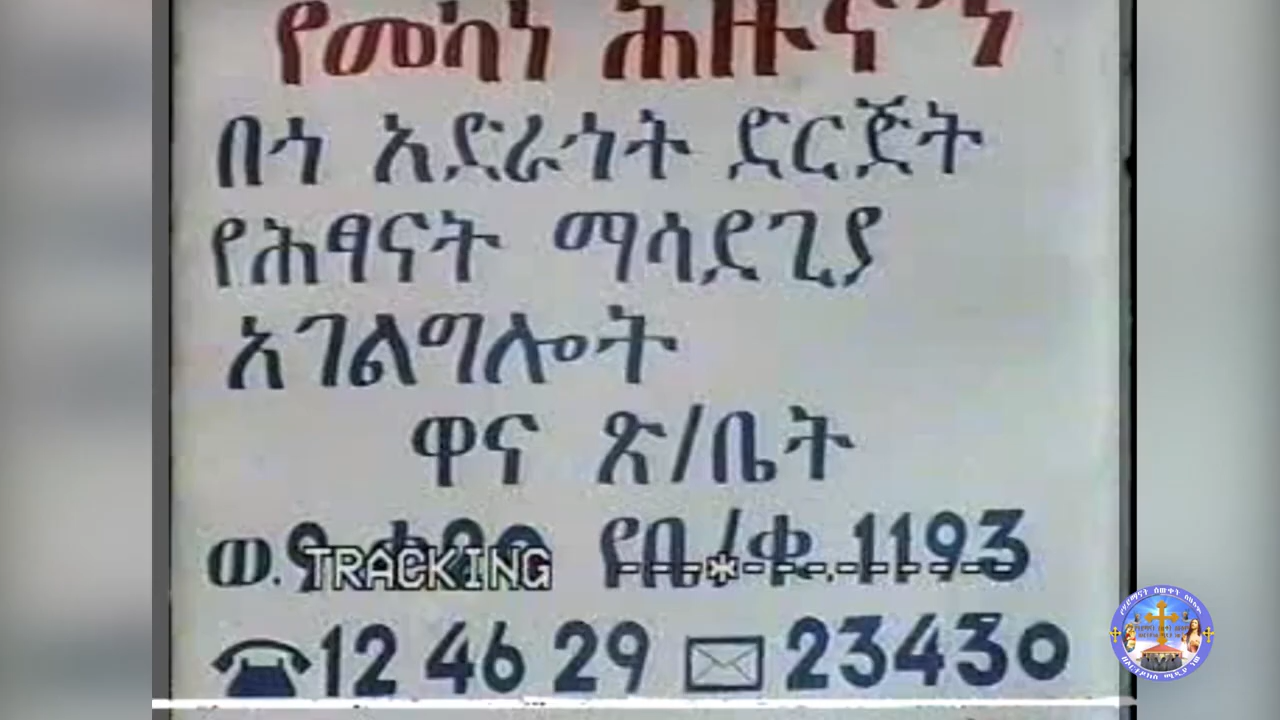 የመካነ ሕዙናን
በጎ አድራጎት ድርጅት
የሕፃናት ማሳደጊያ
አገልግሎት
ዋና ጽ/ቤት
ወ. TRACKING የቤ/ቁ.1193
12 46 29 23430